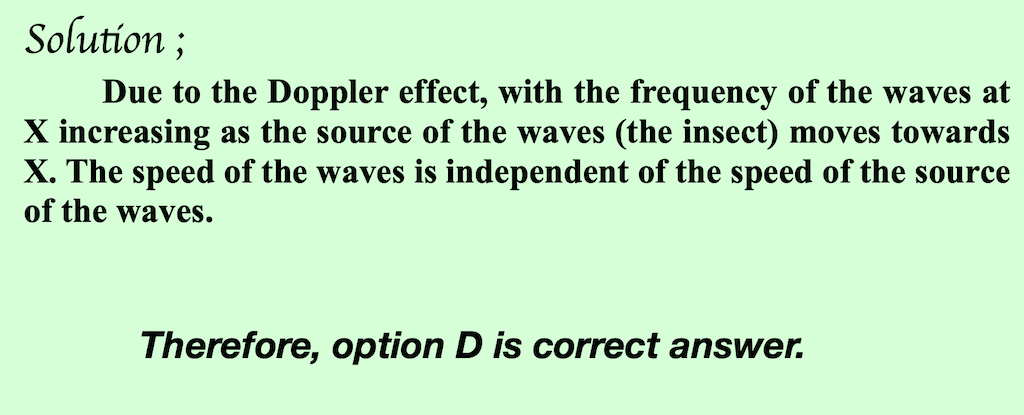 Solution ;
Due to the Doppler effect, with the frequency of the waves at
X increasing as the source of the waves (the insect) moves towards
X. The speed of the waves is independent of the speed of the source
of the waves.
Therefore, option D is correct answer.